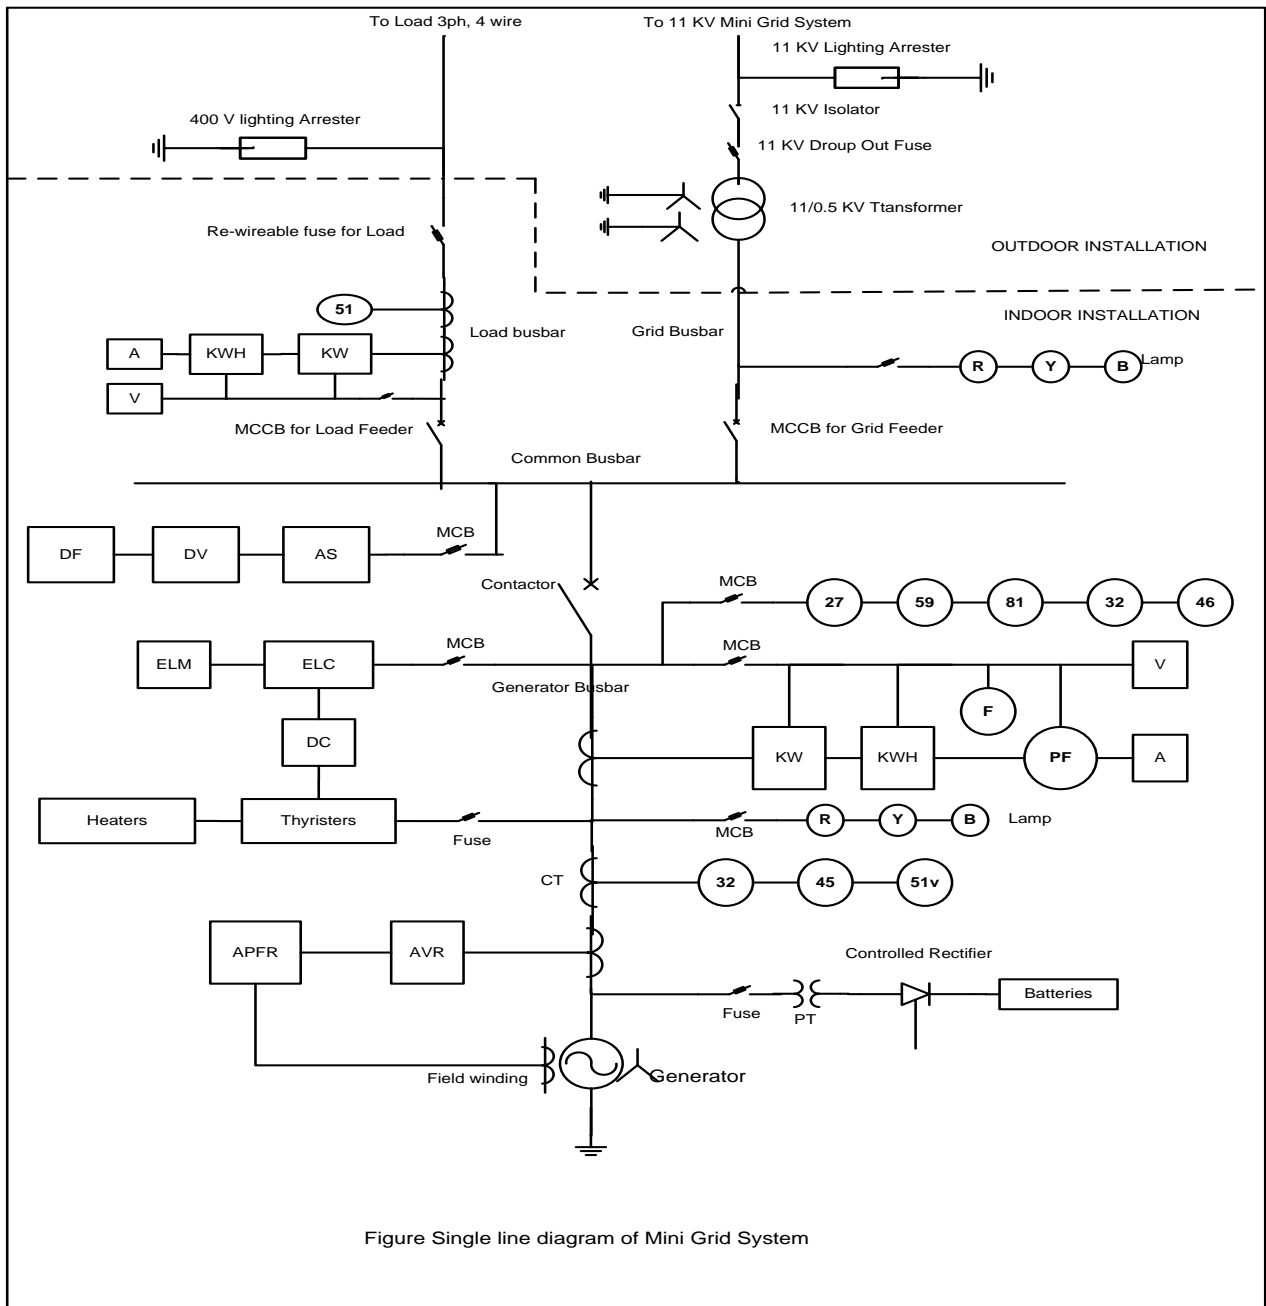 To Load 3ph, 4 wire
To 11 KV Mini Grid System
11 KV Lighting Arrester
11 KV Isolator
400 V lighting Arrester
11 KV Droup Out Fuse
11/0.5 KV Ttansformer
Re-wireable fuse for Load
OUTDOOR INSTALLATION
INDOOR INSTALLATION
51
Load busbar
Grid Busbar
A
KWH
KW
R
Y
B
Lamp
V
MCCB for Load Feeder
MCCB for Grid Feeder
Common Busbar
DF
DV
AS
MCB
Contactor
MCB
27
59
81
32
46
ELM
ELC
MCB
MCB
V
Generator Busbar
F
DC
KW
KWH
PF
A
Heaters
Thyristers
Fuse
MCB
R
Y
B
Lamp
CT
32
45
51v
APFR
AVR
Controlled Rectifier
Fuse
PT
Batteries
Field winding
Generator
Figure Single line diagram of Mini Grid System